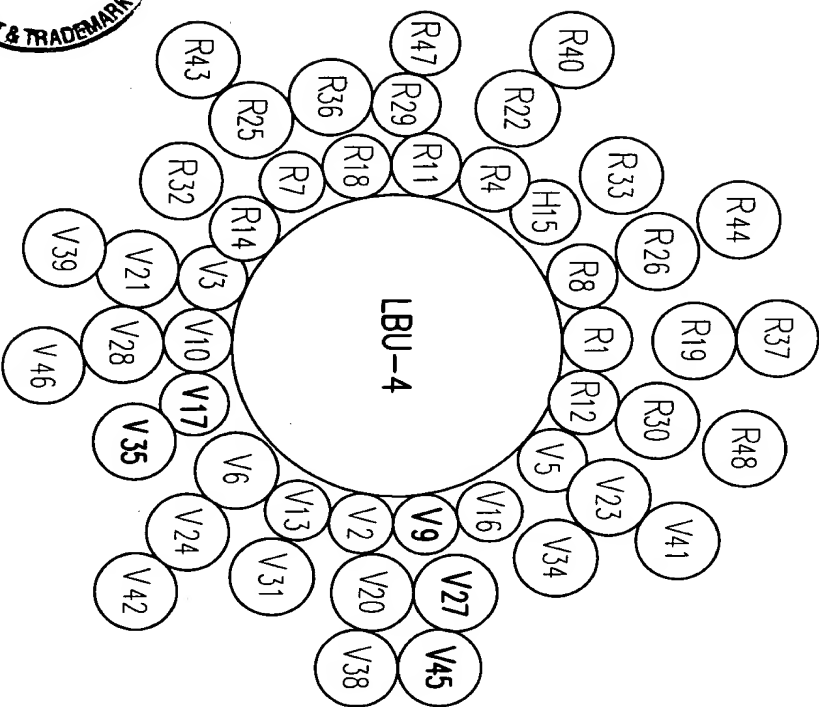 T & TRADEMARK
R43
R36
R47
R40
R25
R29
R22
R32
R7
R18
R11
R4
H15
R33
R44
R14
R26
R8
V39
V21
V3
R1
R19
R37
V46
V28
V10
LBU-4
R12
R30
R48
V35
V17
V6
V5
V23
V41
V24
V13
V2
V9
V16
V34
V42
V31
V20
V27
V38
V45